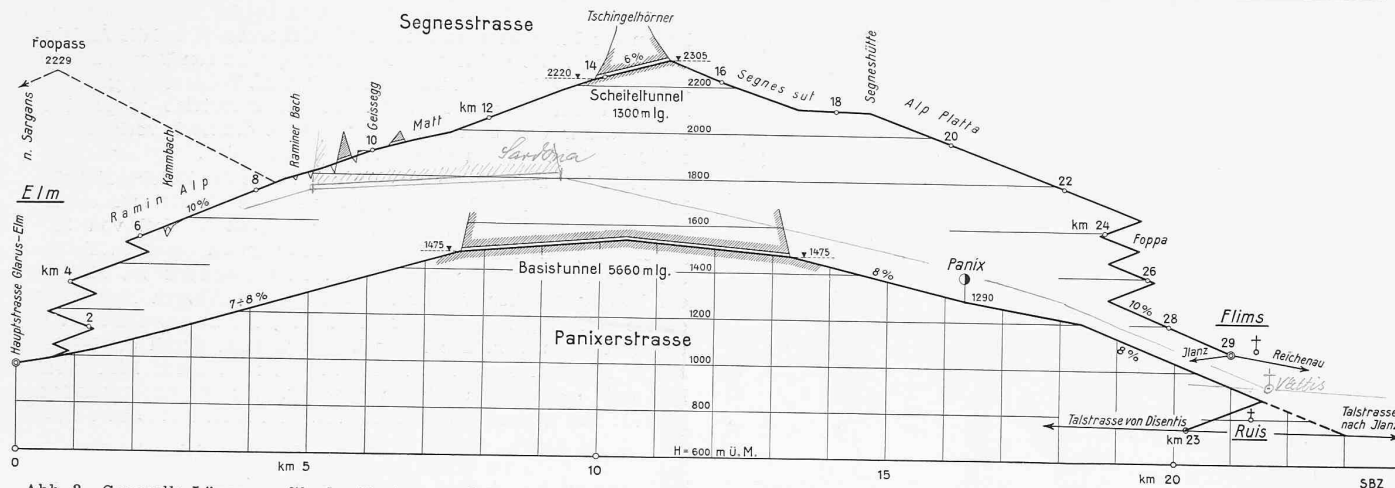 Segnesstrasse
Tschingelhörner
Foopass
2229
n. Sargans
Kammbach
Raminer Bach
Geissegg
Matt
km 12
2220
14
6%
2305
16
Segnes sut
18
Segneshütte
Alp Platta
20
Scheiteltunnel
1300 m lg.
2200
2000
10
8
Sardona
1800
22
Elm
Ramin Alp
10%
6
km 4
2
Hauptstrasse Glarus-Elm
7÷8%
1475
1600
1475
Basistunnel 5660 m lg.
1400
8%
Panix
1290
km 24
Foppa
26
10%
28
Flims
29
Jlanz
Reichenau
Vättis
1200
Panixerstrasse
1000
8%
800
Talstrasse von Disentis
km 23
Ruis
Talstrasse
nach Jlanz
H = 600 m ü. M.
0
km 5
10
15
km 20
SBZ